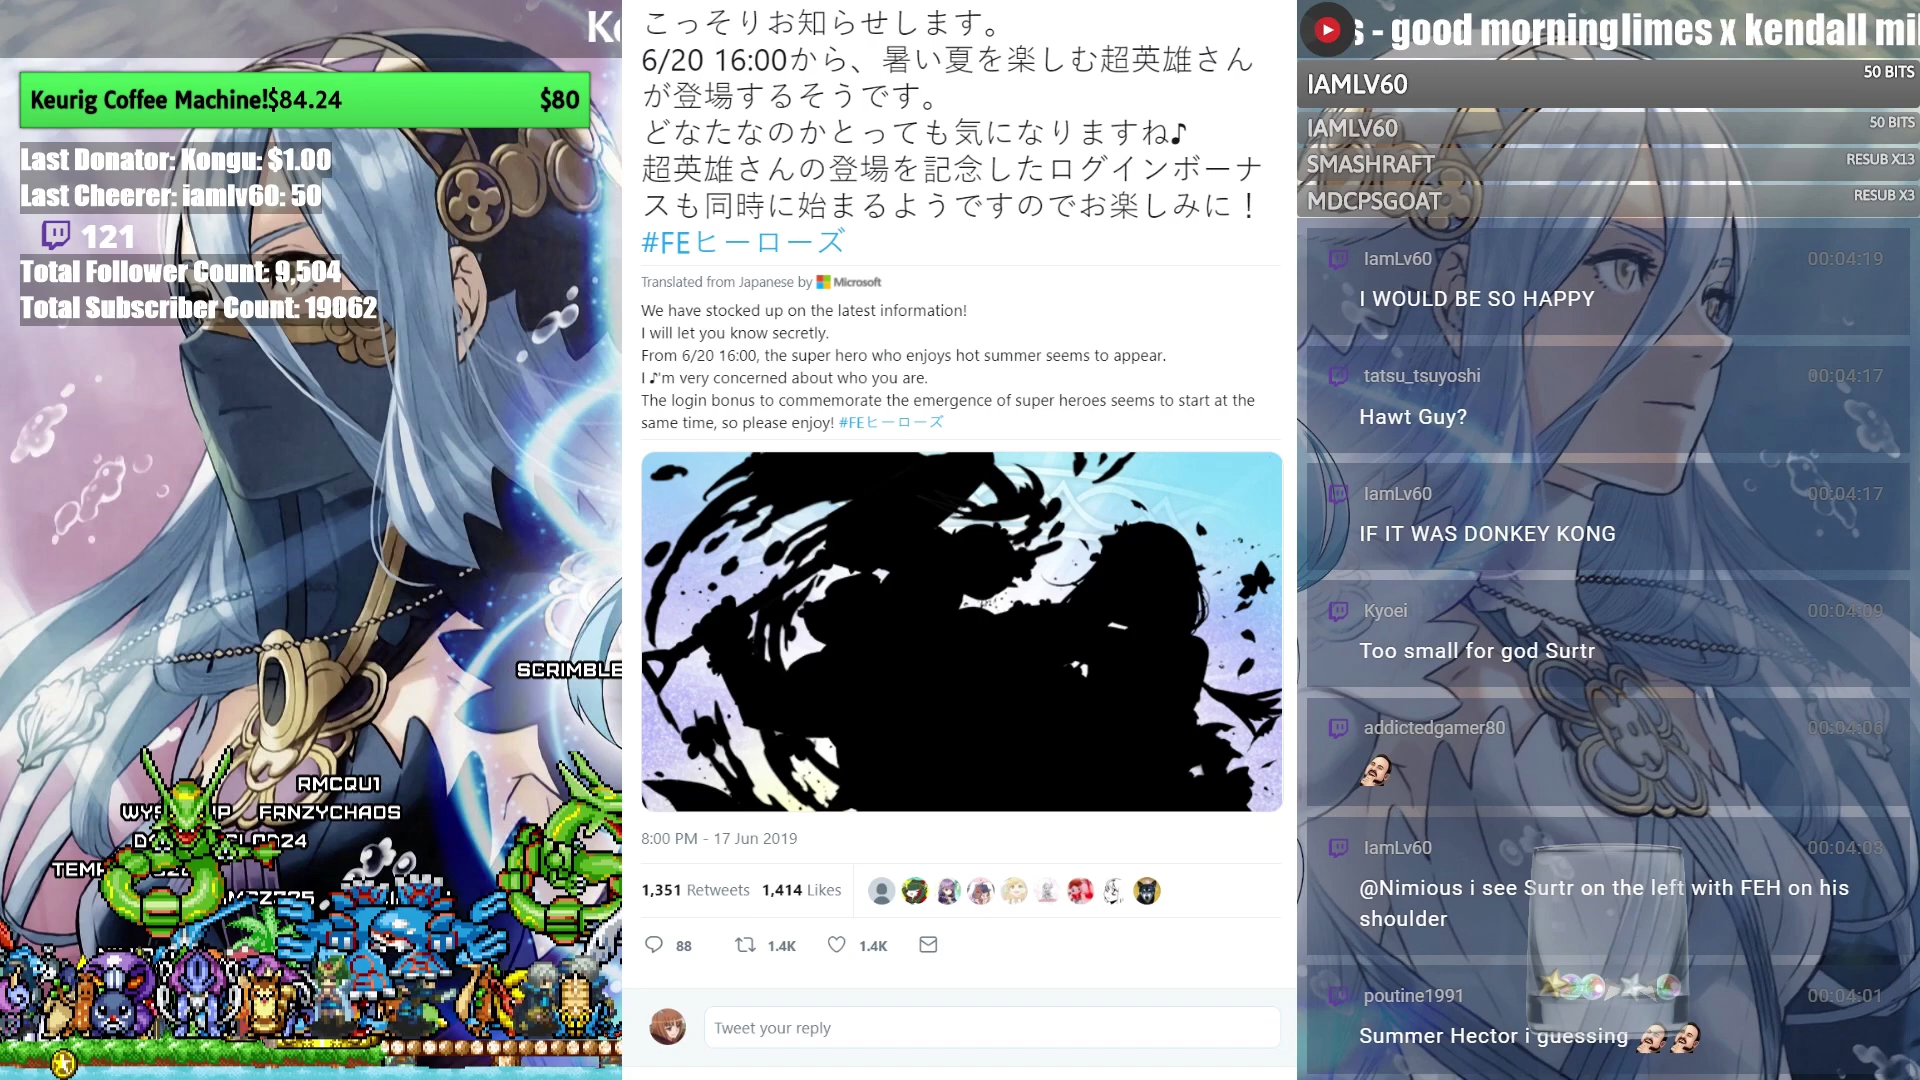 Keurig Coffee Machine!$84.24 $80
Last Donator: Kongu: $1.00
Last Cheerer: iamlv60: 50
121
Total Follower Count: 9,504
Total Subscriber Count: 19062
SCRIMBLE
RMCQU1
FRNZYCHAOS
こっそりお知らせします。
6/20 16:00から、暑い夏を楽しむ超英雄さん
が登場するそうです。
どなたなのかとっても気になりますね♪
超英雄さんの登場を記念したログインボーナ
スも同時に始まるようですのでお楽しみに！
#FEヒーローズ
Translated from Japanese by Microsoft
We have stocked up on the latest information!
I will let you know secretly.
From 6/20 16:00, the super hero who enjoys hot summer seems to appear.
I ♪'m very concerned about who you are.
The login bonus to commemorate the emergence of super heroes seems to start at the
same time, so please enjoy! #FEヒーローズ
8:00 PM - 17 Jun 2019
1,351 Retweets 1,414 Likes
88 1.4K 1.4K
Tweet your reply
s - good morninglimes x kendall mil
IAMLV60 50 BITS
IAMLV60 50 BITS
SMASHRAFT RESUB X13
MDCPSGOAT RESUB X3
IamLv60 00:04:19
I WOULD BE SO HAPPY
tatsu_tsuyoshi 00:04:17
Hawt Guy?
IamLv60 00:04:17
IF IT WAS DONKEY KONG
Kyoei 00:04:09
Too small for god Surtr
addictedgamer80 00:04:06
IamLv60 00:04:03
@Nimious i see Surtr on the left with FEH on his
shoulder
poutine1991 00:04:01
Summer Hector i guessing